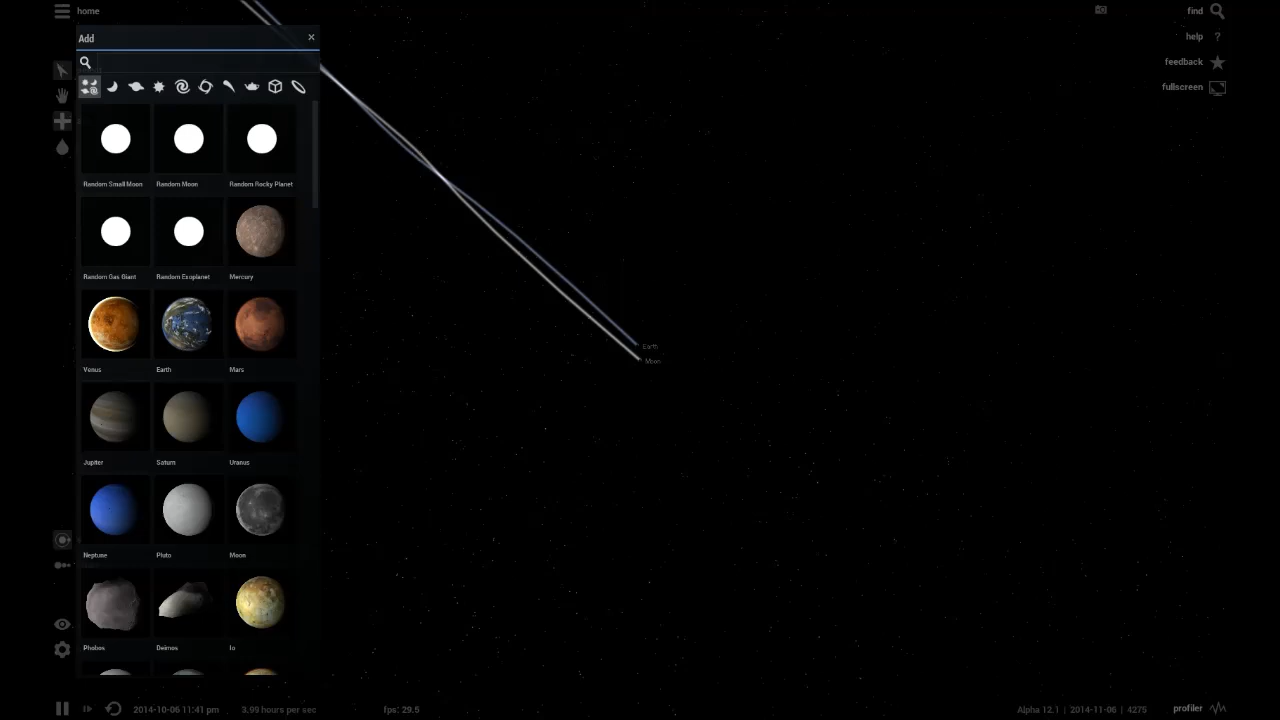 home
find
Add
help ?
feedback
fullscreen
Random Small Moon
Random Moon
Random Rocky Planet
Random Gas Giant
Random Exoplanet
Mercury
Venus
Earth
Mars
Earth
Moon
Jupiter
Saturn
Uranus
Neptune
Pluto
Moon
Phobos
Deimos
Io
2014-10-06 11:41 pm
3.99 hours per sec
fps: 29.5
Alpha 12.1 | 2014-11-06 | 4275
profiler